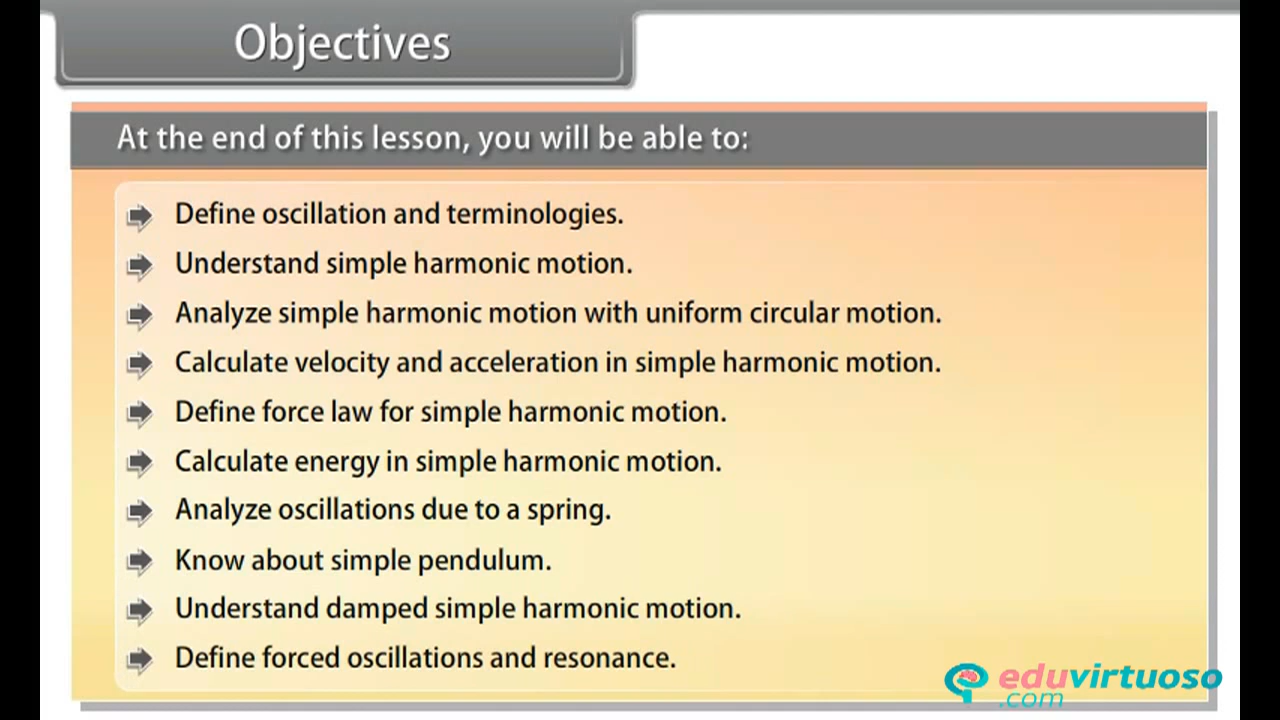 Objectives
At the end of this lesson, you will be able to:
Define oscillation and terminologies.
Understand simple harmonic motion.
Analyze simple harmonic motion with uniform circular motion.
Calculate velocity and acceleration in simple harmonic motion.
Define force law for simple harmonic motion.
Calculate energy in simple harmonic motion.
Analyze oscillations due to a spring.
Know about simple pendulum.
Understand damped simple harmonic motion.
Define forced oscillations and resonance.
eduvirtuoso
.com